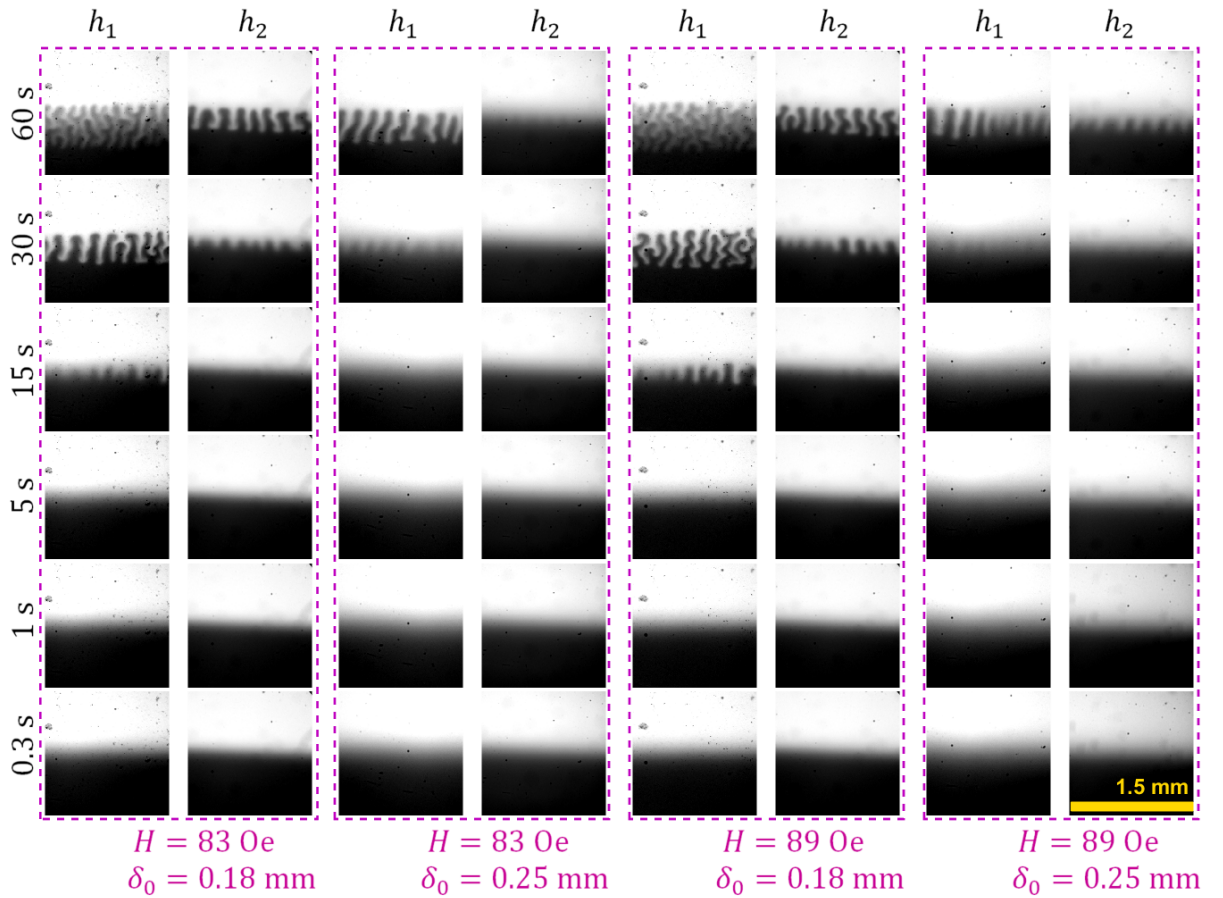 h₁ h₂ h₁ h₂ h₁ h₂ h₁ h₂
60 s
30 s
15 s
5 s
1 s
0.3 s
1.5 mm
H = 83 Oe H = 83 Oe H = 89 Oe H = 89 Oe
δ₀ = 0.18 mm δ₀ = 0.25 mm δ₀ = 0.18 mm δ₀ = 0.25 mm